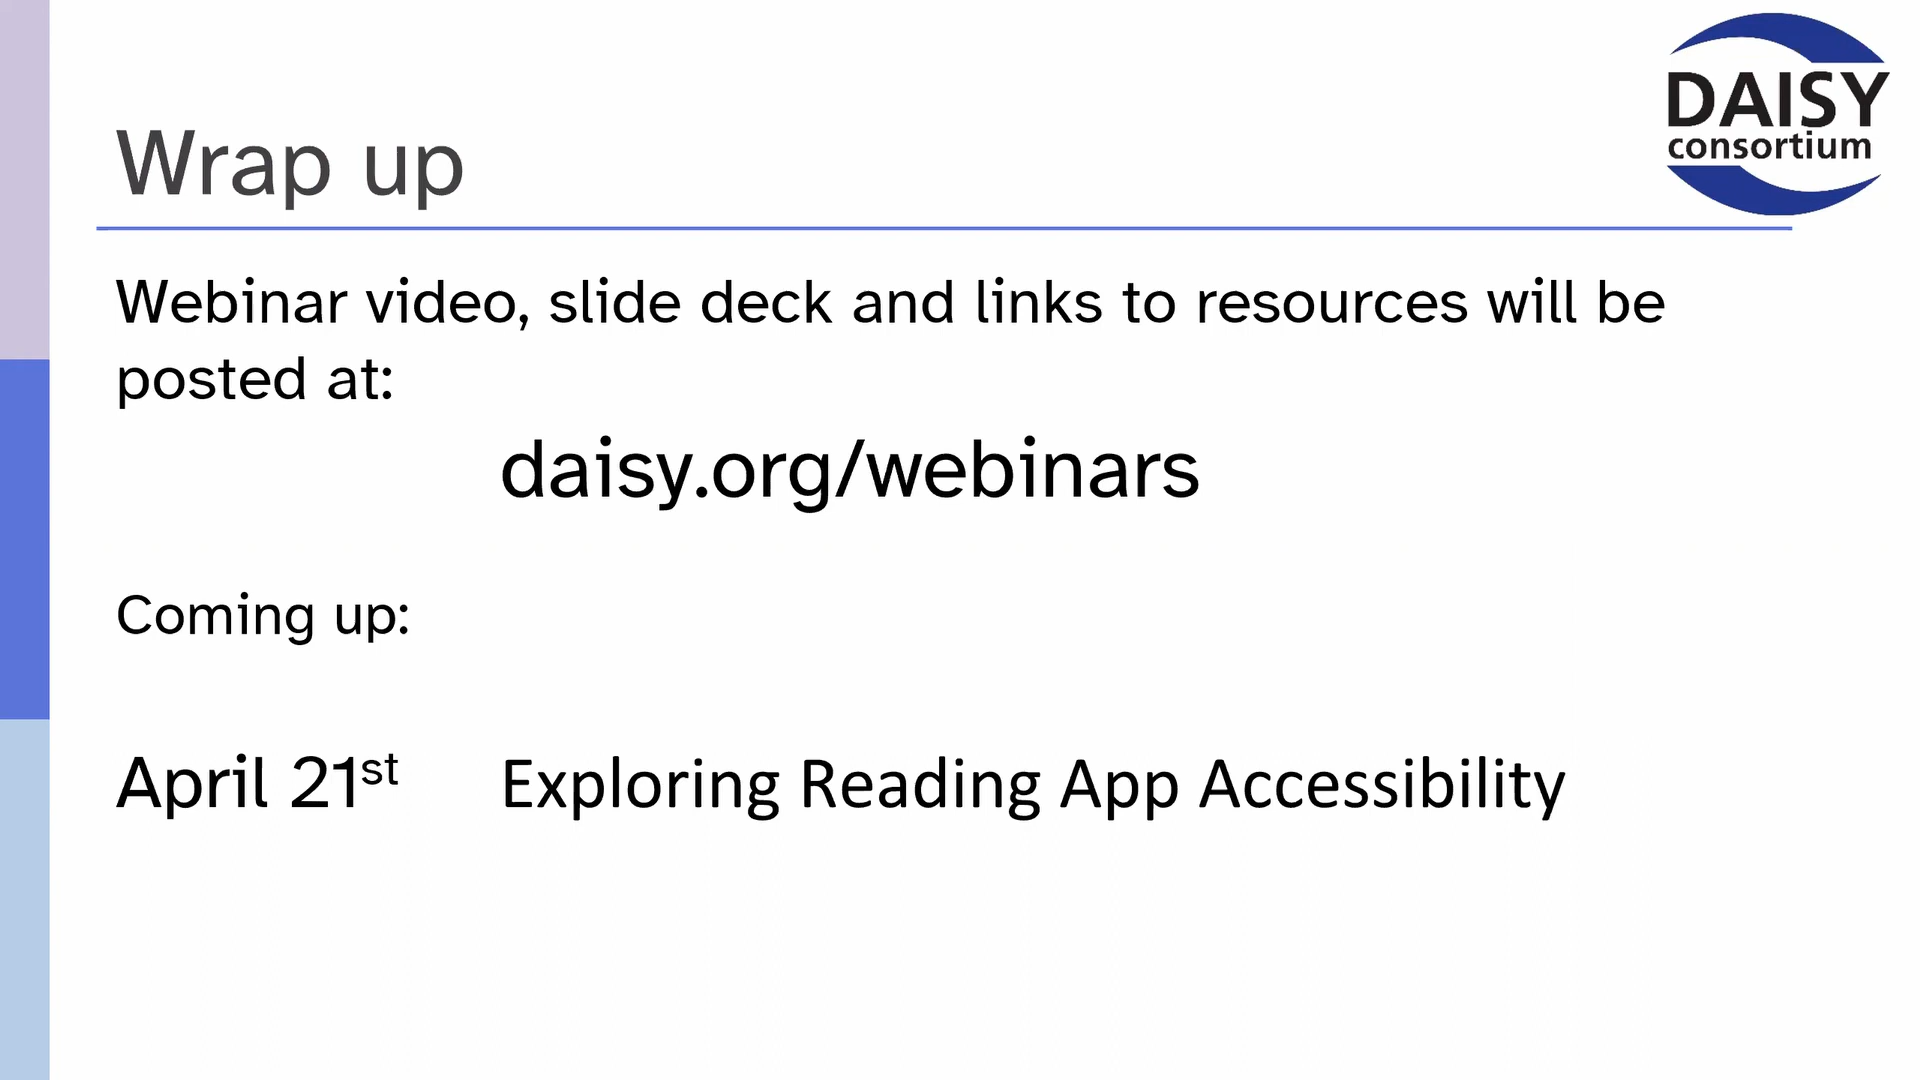 DAISY
consortium
Wrap up
Webinar video, slide deck and links to resources will be
posted at:
daisy.org/webinars
Coming up:
April 21st Exploring Reading App Accessibility